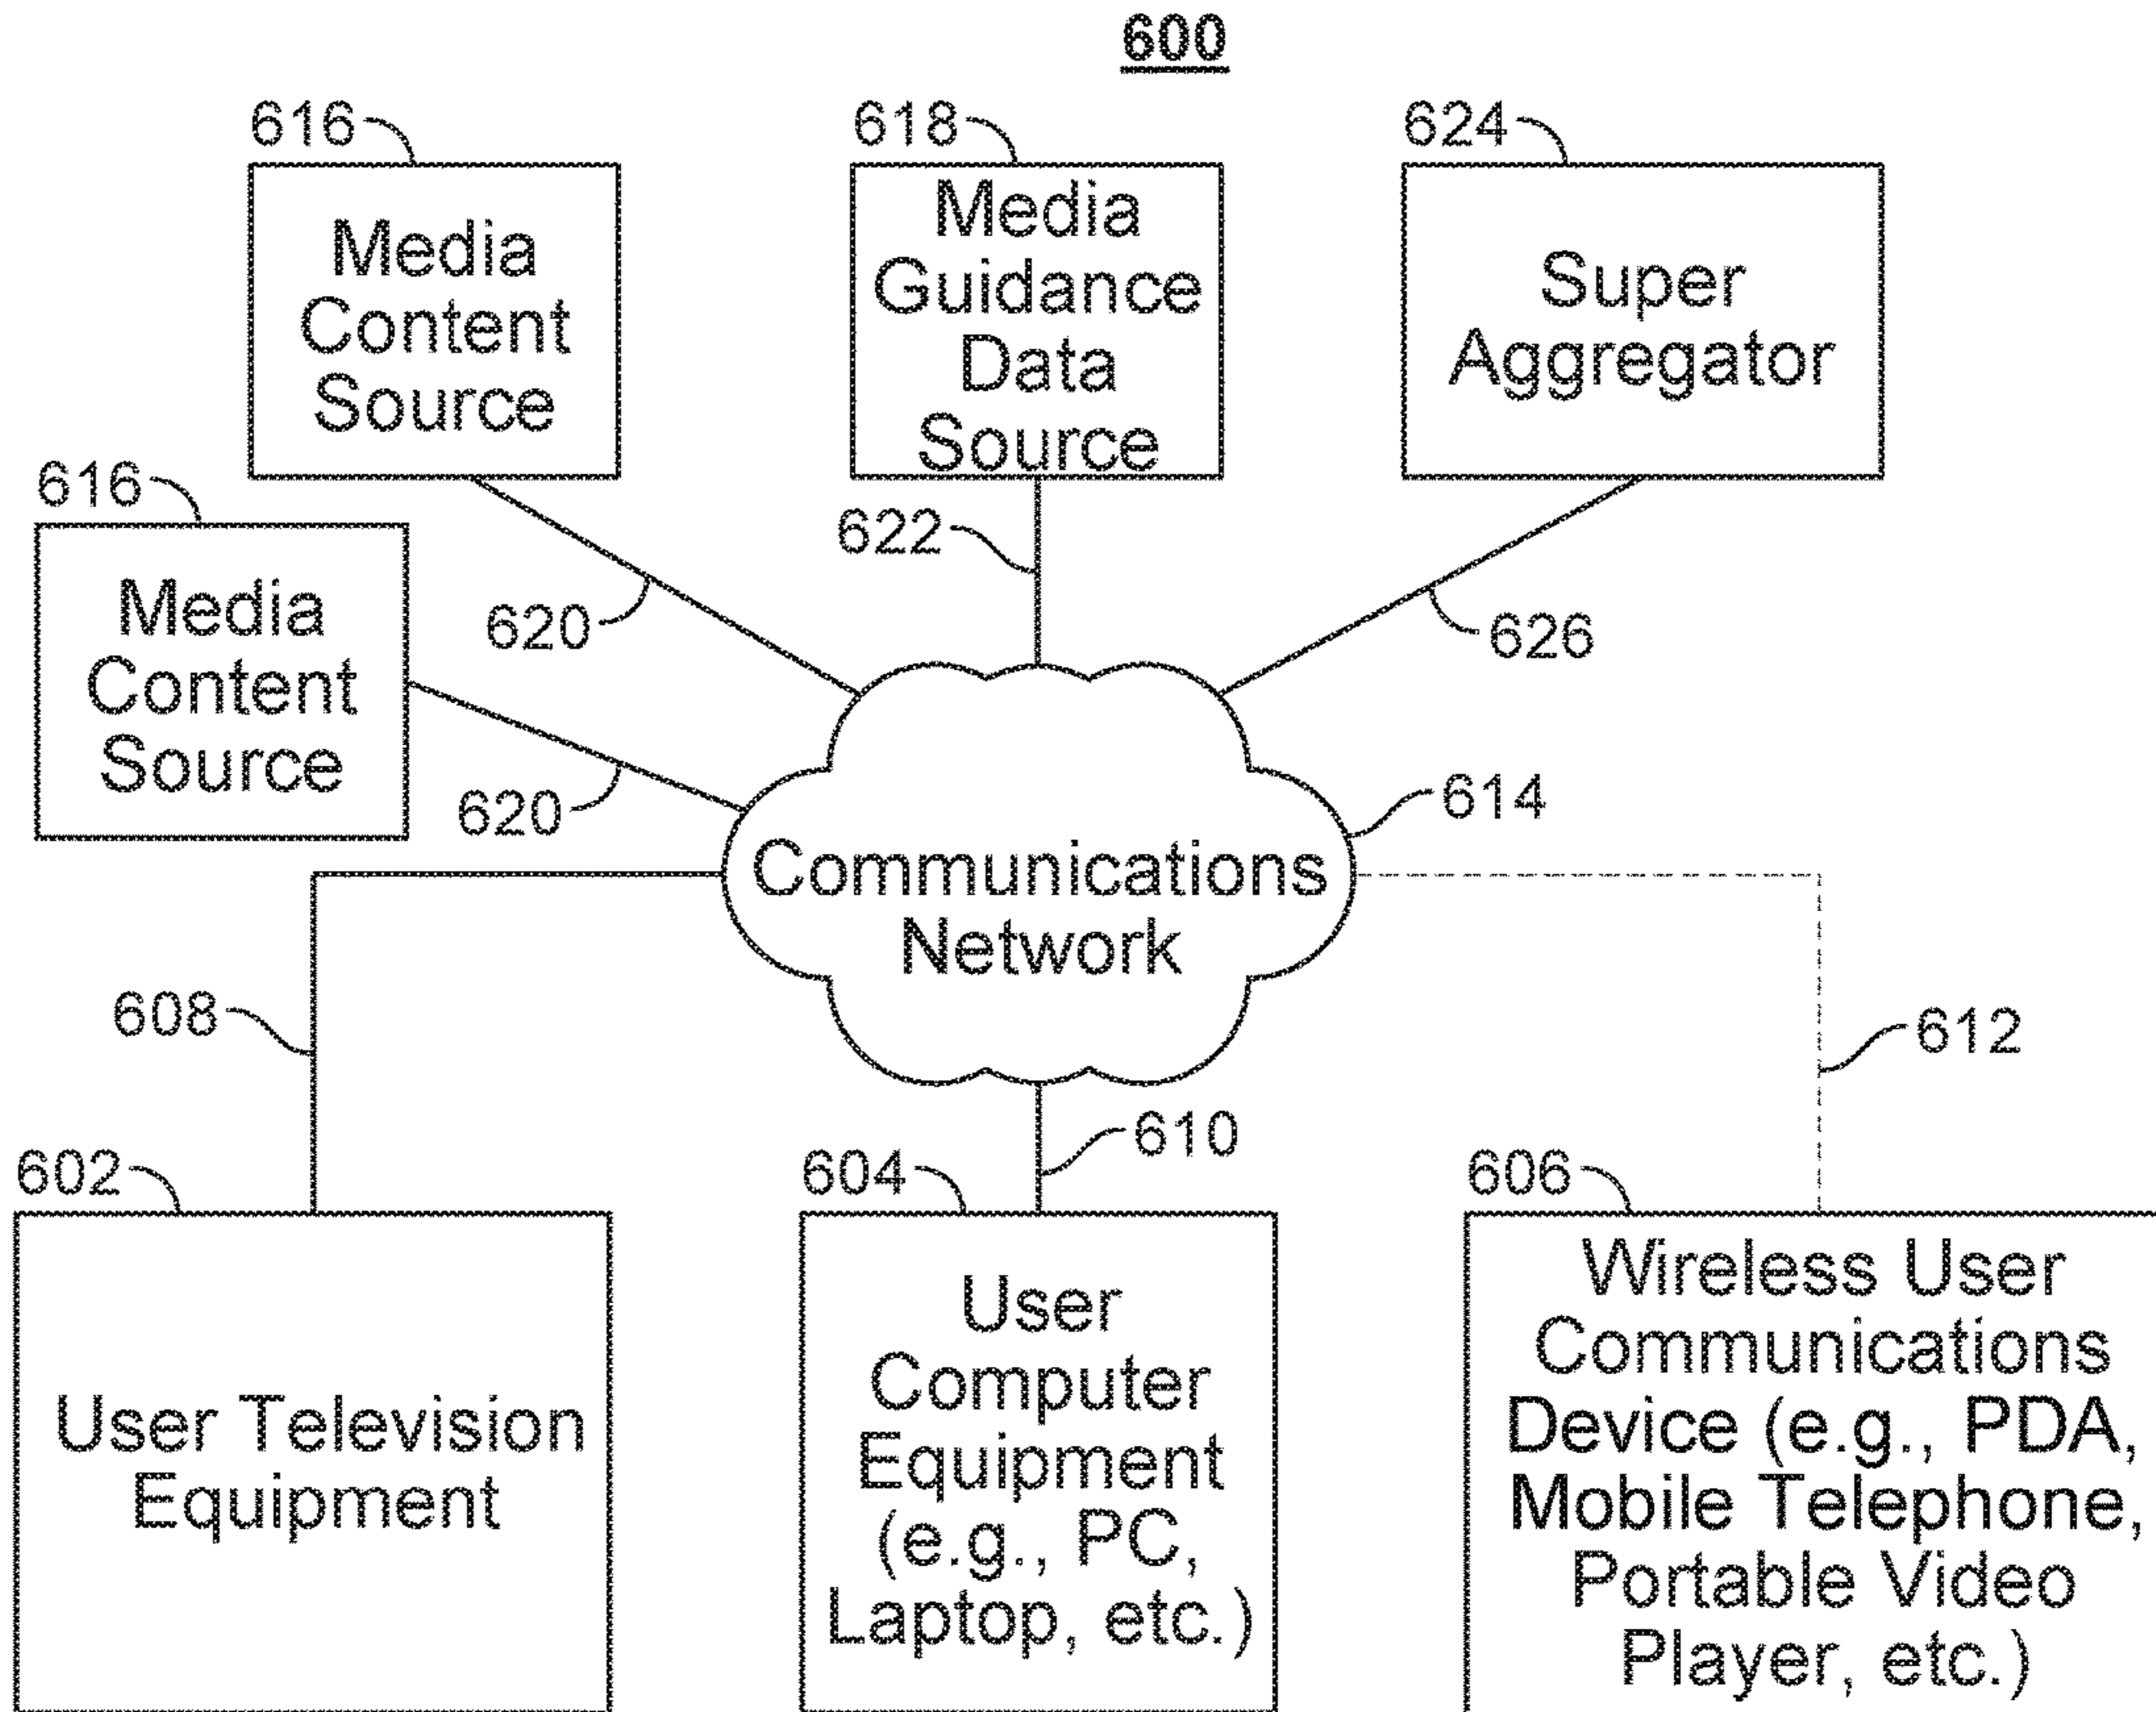 600
616
618
624
Media
Content
Source
Media
Guidance
Data
Source
Super
Aggregator
616
622
Media
Content
Source
620
626
620
614
Communications
Network
608
612
610
602
604
606
User Television
Equipment
User
Computer
Equipment
(e.g., PC,
Laptop, etc.)
Wireless User
Communications
Device (e.g., PDA,
Mobile Telephone,
Portable Video
Player, etc.)